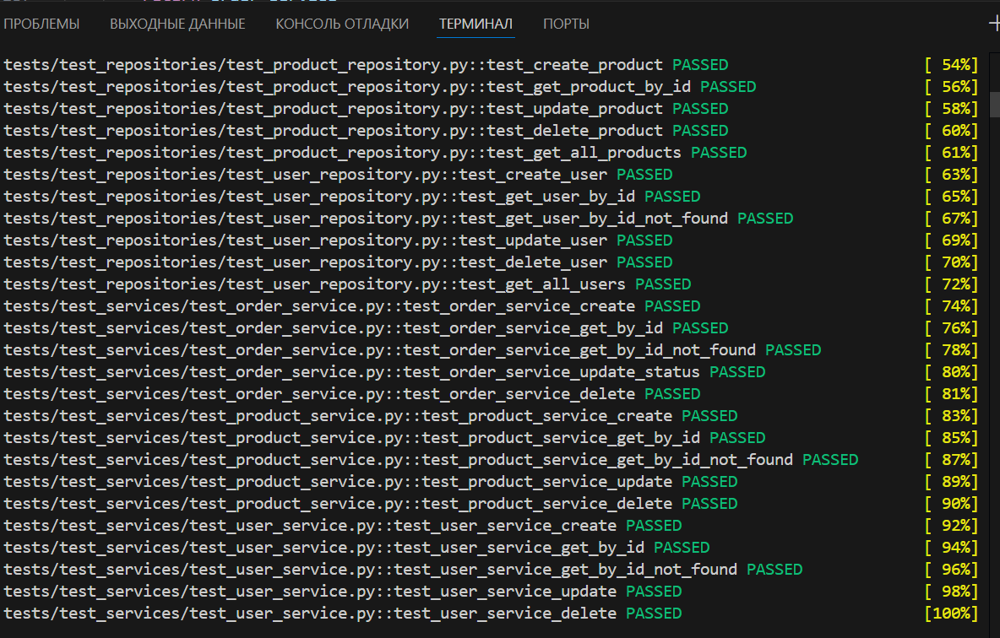 ПРОБЛЕМЫ ВЫХОДНЫЕ ДАННЫЕ КОНСОЛЬ ОТЛАДКИ ТЕРМИНАЛ ПОРТЫ
tests/test_repositories/test_product_repository.py::test_create_product PASSED [ 54%]
tests/test_repositories/test_product_repository.py::test_get_product_by_id PASSED [ 56%]
tests/test_repositories/test_product_repository.py::test_update_product PASSED [ 58%]
tests/test_repositories/test_product_repository.py::test_delete_product PASSED [ 60%]
tests/test_repositories/test_product_repository.py::test_get_all_products PASSED [ 61%]
tests/test_repositories/test_user_repository.py::test_create_user PASSED [ 63%]
tests/test_repositories/test_user_repository.py::test_get_user_by_id PASSED [ 65%]
tests/test_repositories/test_user_repository.py::test_get_user_by_id_not_found PASSED [ 67%]
tests/test_repositories/test_user_repository.py::test_update_user PASSED [ 69%]
tests/test_repositories/test_user_repository.py::test_delete_user PASSED [ 70%]
tests/test_repositories/test_user_repository.py::test_get_all_users PASSED [ 72%]
tests/test_services/test_order_service.py::test_order_service_create PASSED [ 74%]
tests/test_services/test_order_service.py::test_order_service_get_by_id PASSED [ 76%]
tests/test_services/test_order_service.py::test_order_service_get_by_id_not_found PASSED [ 78%]
tests/test_services/test_order_service.py::test_order_service_update_status PASSED [ 80%]
tests/test_services/test_order_service.py::test_order_service_delete PASSED [ 81%]
tests/test_services/test_product_service.py::test_product_service_create PASSED [ 83%]
tests/test_services/test_product_service.py::test_product_service_get_by_id PASSED [ 85%]
tests/test_services/test_product_service.py::test_product_service_get_by_id_not_found PASSED [ 87%]
tests/test_services/test_product_service.py::test_product_service_update PASSED [ 89%]
tests/test_services/test_product_service.py::test_product_service_delete PASSED [ 90%]
tests/test_services/test_user_service.py::test_user_service_create PASSED [ 92%]
tests/test_services/test_user_service.py::test_user_service_get_by_id PASSED [ 94%]
tests/test_services/test_user_service.py::test_user_service_get_by_id_not_found PASSED [ 96%]
tests/test_services/test_user_service.py::test_user_service_update PASSED [ 98%]
tests/test_services/test_user_service.py::test_user_service_delete PASSED [100%]